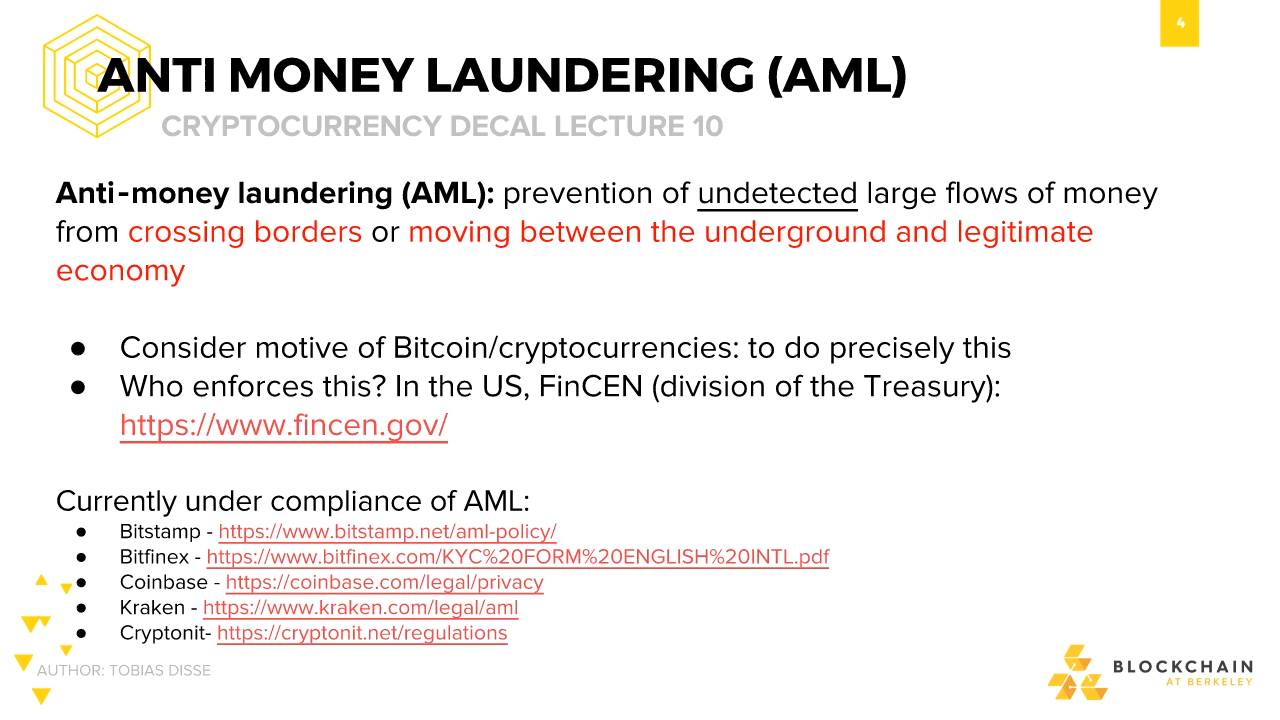 4
ANTI MONEY LAUNDERING (AML)
CRYPTOCURRENCY DECAL LECTURE 10
Anti-money laundering (AML): prevention of undetected large flows of money
from crossing borders or moving between the underground and legitimate
economy
● Consider motive of Bitcoin/cryptocurrencies: to do precisely this
● Who enforces this? In the US, FinCEN (division of the Treasury):
https://www.fincen.gov/
Currently under compliance of AML:
● Bitstamp - https://www.bitstamp.net/aml-policy/
● Bitfinex - https://www.bitfinex.com/KYC%20FORM%20ENGLISH%20INTL.pdf
● Coinbase - https://coinbase.com/legal/privacy
● Kraken - https://www.kraken.com/legal/aml
● Cryptonit- https://cryptonit.net/regulations
AUTHOR: TOBIAS DISSE
BLOCKCHAIN
AT BERKELEY